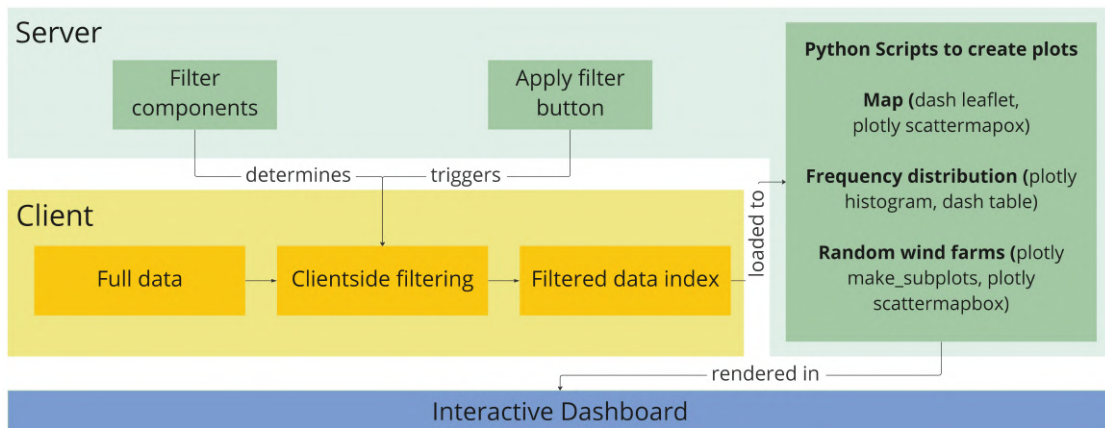 Server
Filter
components
Apply filter
button
determines
triggers
Client
Full data
Clientside filtering
Filtered data index
loaded to
Python Scripts to create plots
Map (dash leaflet,
plotly scattermapox)
Frequency distribution (plotly
histogram, dash table)
Random wind farms (plotly
make_subplots, plotly
scattermapbox)
rendered in
Interactive Dashboard